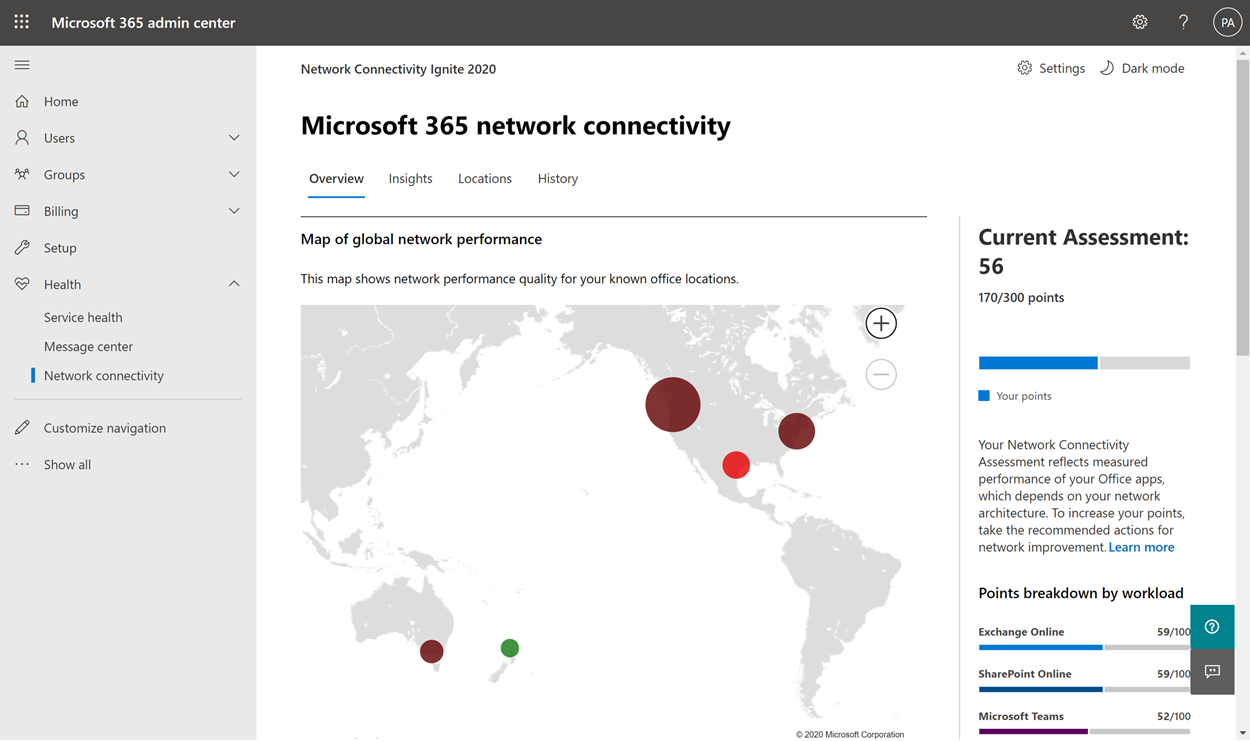 Microsoft 365 admin center
PA
Home
Users
Groups
Billing
Setup
Health
Service health
Message center
Network connectivity
Customize navigation
Show all
Network Connectivity Ignite 2020
Settings
Dark mode
Microsoft 365 network connectivity
Overview
Insights
Locations
History
Map of global network performance
This map shows network performance quality for your known office locations.
© 2020 Microsoft Corporation
Current Assessment:
56
170/300 points
Your points
Your Network Connectivity
Assessment reflects measured
performance of your Office apps,
which depends on your network
architecture. To increase your points,
take the recommended actions for
network improvement. Learn more
Points breakdown by workload
Exchange Online 59/100
SharePoint Online 59/100
Microsoft Teams 52/100